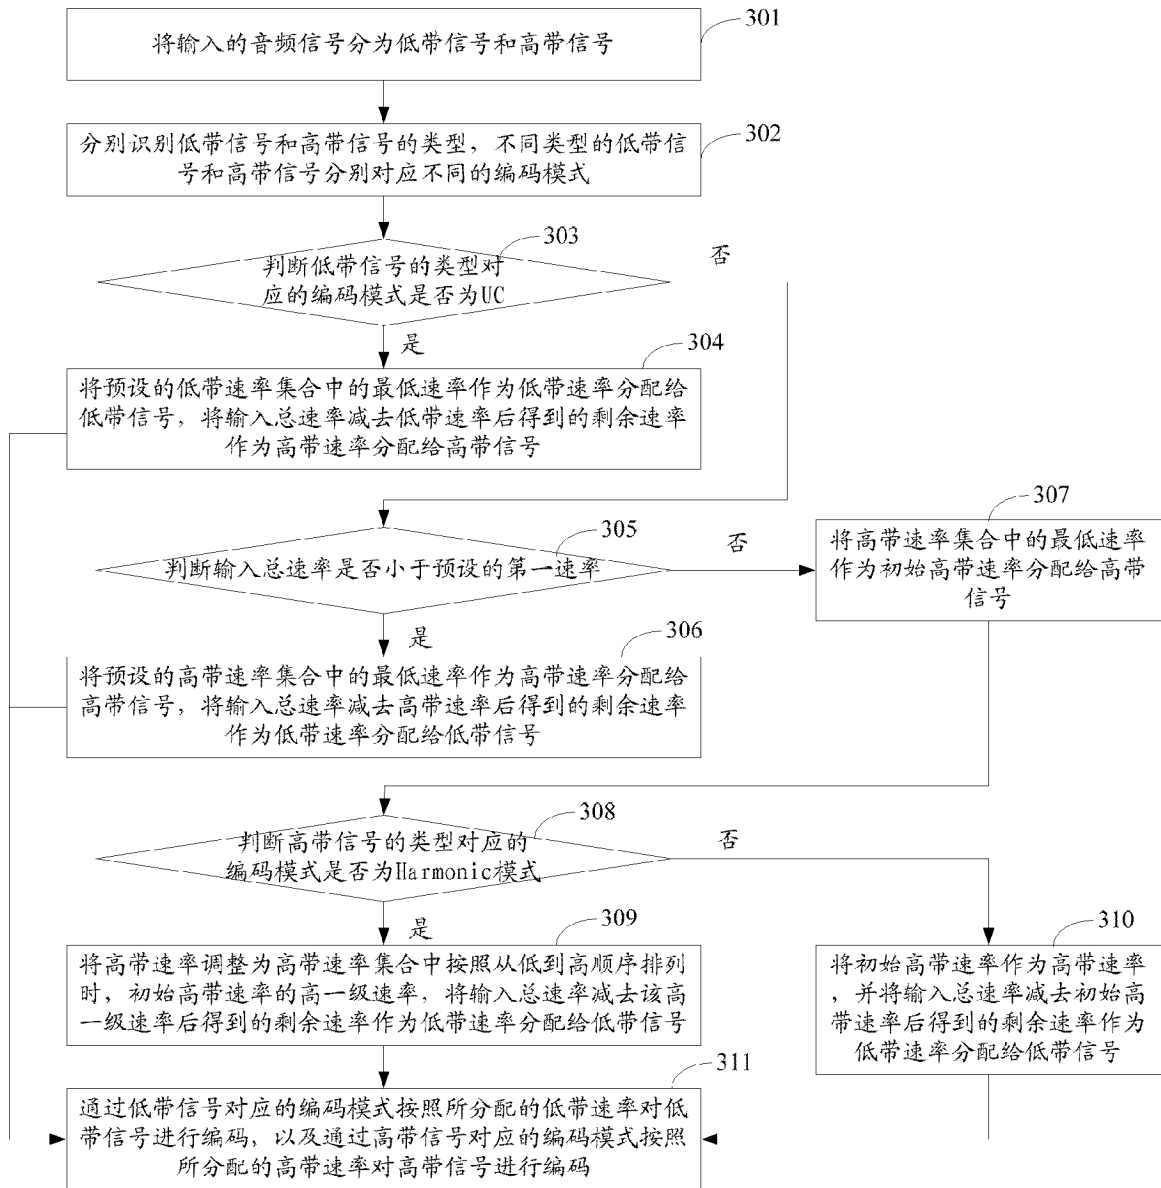 301
将输入的音频信号分为低带信号和高带信号
302
分别识别低带信号和高带信号的类型，不同类型的低带信
号和高带信号分别对应不同的编码模式
303
否
判断低带信号的类型对
应的编码模式是否为UC
是
304
将预设的低带速率集合中的最低速率作为低带速率分配给
低带信号，将输入总速率减去低带速率后得到的剩余速率
作为高带速率分配给高带信号
305
否
判断输入总速率是否小于预设的第一速率
307
将高带速率集合中的最低速率
作为初始高带速率分配给高带
信号
是
306
将预设的高带速率集合中的最低速率作为高带速率分配给
高带信号，将输入总速率减去高带速率后得到的剩余速率
作为低带速率分配给低带信号
308
否
判断高带信号的类型对应的
编码模式是否为Harmonic模式
是
309
将高带速率调整为高带速率集合中按照从低到高顺序排列
时，初始高带速率的高一级速率，将输入总速率减去该高
一级速率后得到的剩余速率作为低带速率分配给低带信号
310
将初始高带速率作为高带速率
，并将输入总速率减去初始高
带速率后得到的剩余速率作为
低带速率分配给低带信号
311
通过低带信号对应的编码模式按照所分配的低带速率对低
带信号进行编码，以及通过高带信号对应的编码模式按照
所分配的高带速率对高带信号进行编码